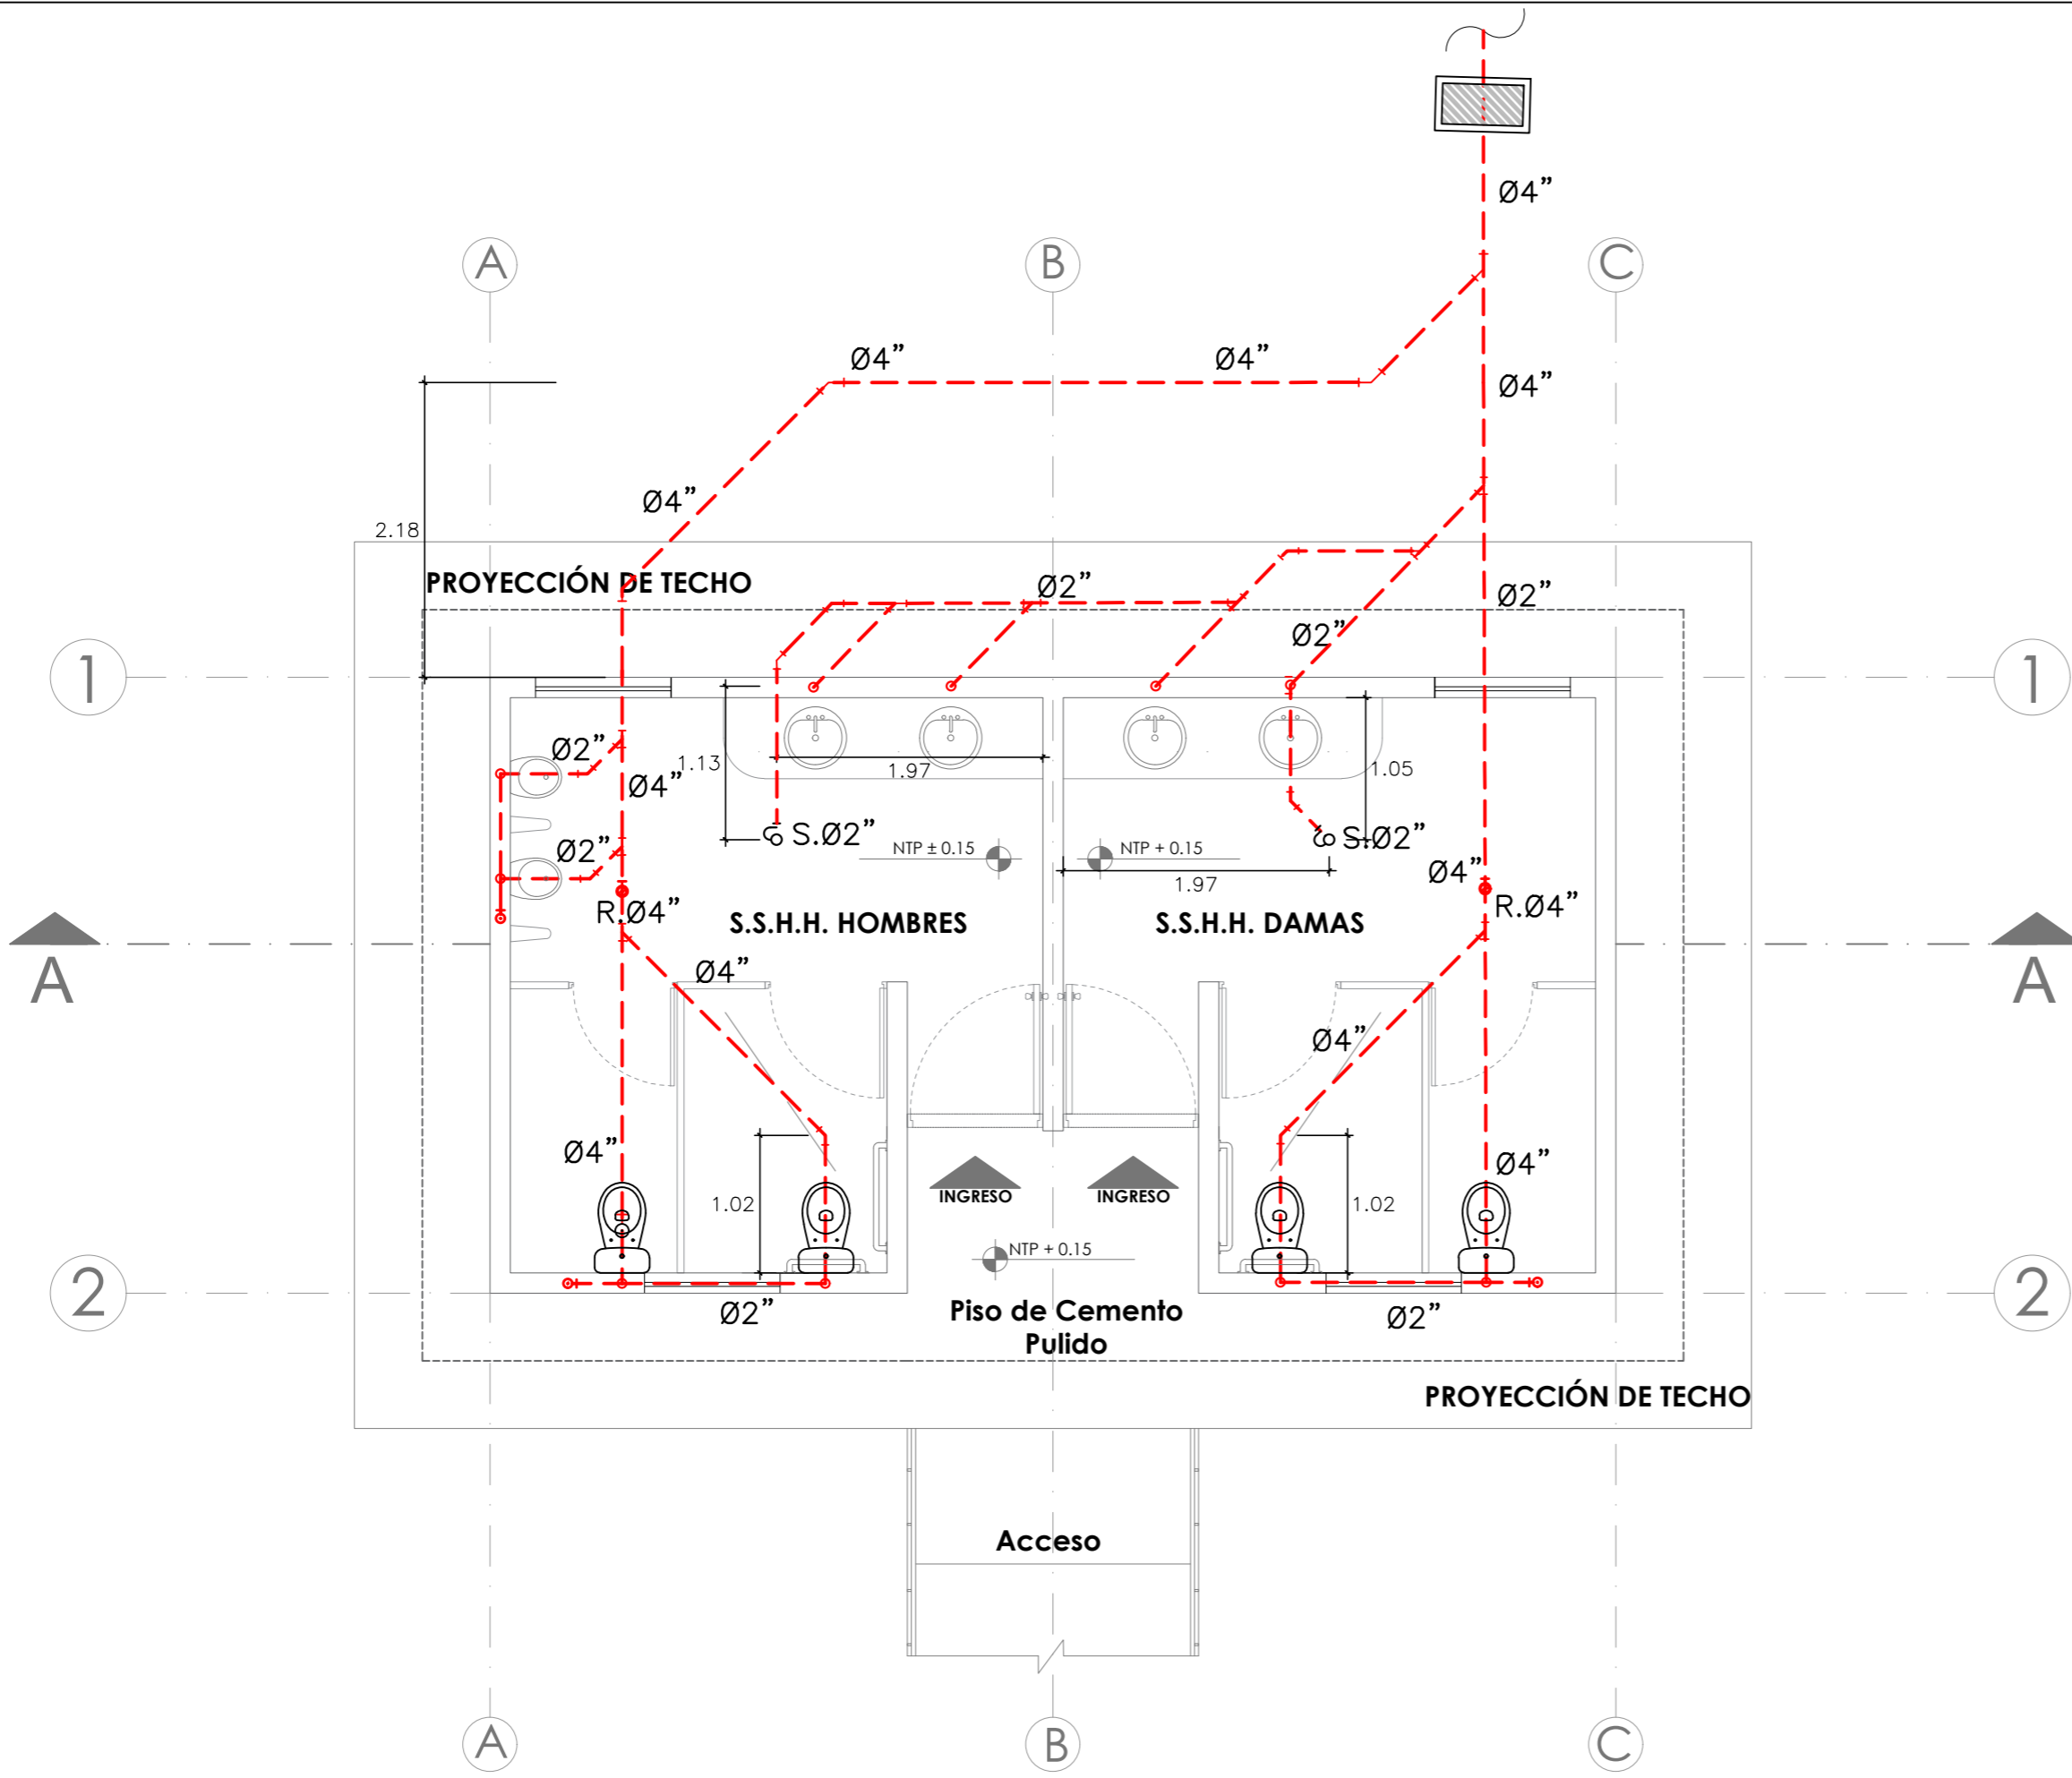 Ø4”
A
B
C
Ø4”
Ø4”
Ø4”
Ø4”
2.18
PROYECCIÓN DE TECHO
Ø2”
Ø2”
Ø2”
1
1
Ø2”
Ø4”
1.13
1.97
1.05
Ø2”
S.Ø2”
NTP ± 0.15
NTP + 0.15
S.Ø2”
1.97
Ø4”
R.Ø4”
S.S.H.H. HOMBRES
S.S.H.H. DAMAS
R.Ø4”
A
A
Ø4”
Ø4”
Ø4”
Ø4”
1.02
INGRESO
INGRESO
1.02
NTP + 0.15
2
2
Ø2”
Piso de Cemento
Pulido
Ø2”
PROYECCIÓN DE TECHO
Acceso
A
B
C